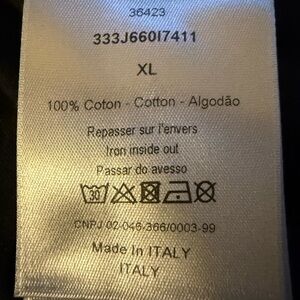 36423
333J660I7411
XL
100% Coton - Cotton - Algodão
Repasser sur l'envers
Iron inside out
Passar do avesso
30
CNPJ 02-046-366/0003-99
Made In ITALY
ITALY